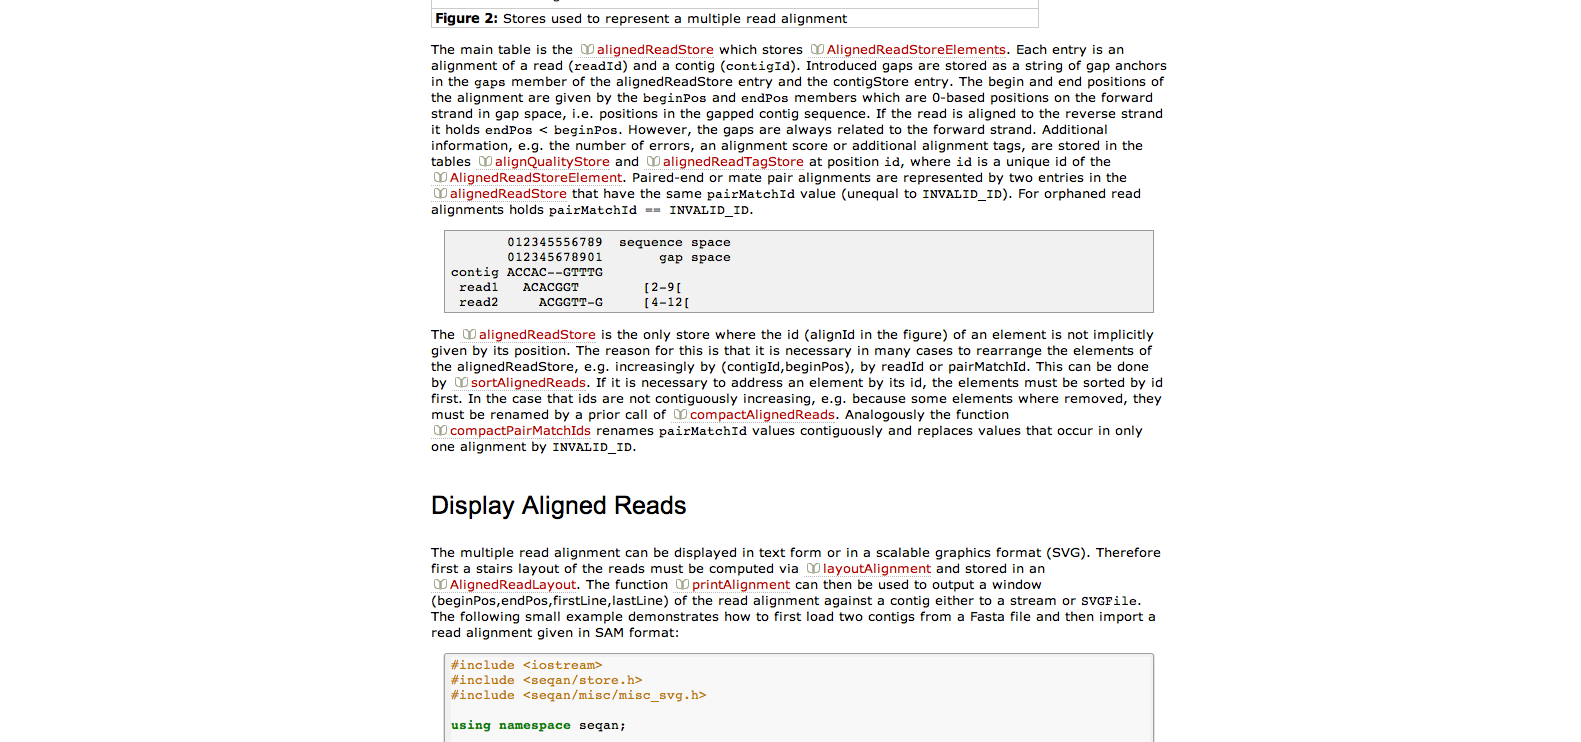 Figure 2: Stores used to represent a multiple read alignment
The main table is the alignedReadStore which stores AlignedReadStoreElements. Each entry is an
alignment of a read (readId) and a contig (contigId). Introduced gaps are stored as a string of gap anchors
in the gaps member of the alignedReadStore entry and the contigStore entry. The begin and end positions of
the alignment are given by the beginPos and endPos members which are 0-based positions on the forward
strand in gap space, i.e. positions in the gapped contig sequence. If the read is aligned to the reverse strand
it holds endPos < beginPos. However, the gaps are always related to the forward strand. Additional
information, e.g. the number of errors, an alignment score or additional alignment tags, are stored in the
tables alignQualityStore and alignedReadTagStore at position id, where id is a unique id of the
AlignedReadStoreElement. Paired-end or mate pair alignments are represented by two entries in the
alignedReadStore that have the same pairMatchId value (unequal to INVALID_ID). For orphaned read
alignments holds pairMatchId == INVALID_ID.
012345556789 sequence space
012345678901 gap space
contig ACCAC--GTTTG
read1 ACACGGT [2-9[
read2 ACGGTT-G [4-12[
The alignedReadStore is the only store where the id (alignId in the figure) of an element is not implicitly
given by its position. The reason for this is that it is necessary in many cases to rearrange the elements of
the alignedReadStore, e.g. increasingly by (contigId,beginPos), by readId or pairMatchId. This can be done
by sortAlignedReads. If it is necessary to address an element by its id, the elements must be sorted by id
first. In the case that ids are not contiguously increasing, e.g. because some elements where removed, they
must be renamed by a prior call of compactAlignedReads. Analogously the function
compactPairMatchIds renames pairMatchId values contiguously and replaces values that occur in only
one alignment by INVALID_ID.
Display Aligned Reads
The multiple read alignment can be displayed in text form or in a scalable graphics format (SVG). Therefore
first a stairs layout of the reads must be computed via layoutAlignment and stored in an
AlignedReadLayout. The function printAlignment can then be used to output a window
(beginPos,endPos,firstLine,lastLine) of the read alignment against a contig either to a stream or SVGFile.
The following small example demonstrates how to first load two contigs from a Fasta file and then import a
read alignment given in SAM format:
#include <iostream>
#include <seqan/store.h>
#include <seqan/misc/misc_svg.h>
using namespace seqan;